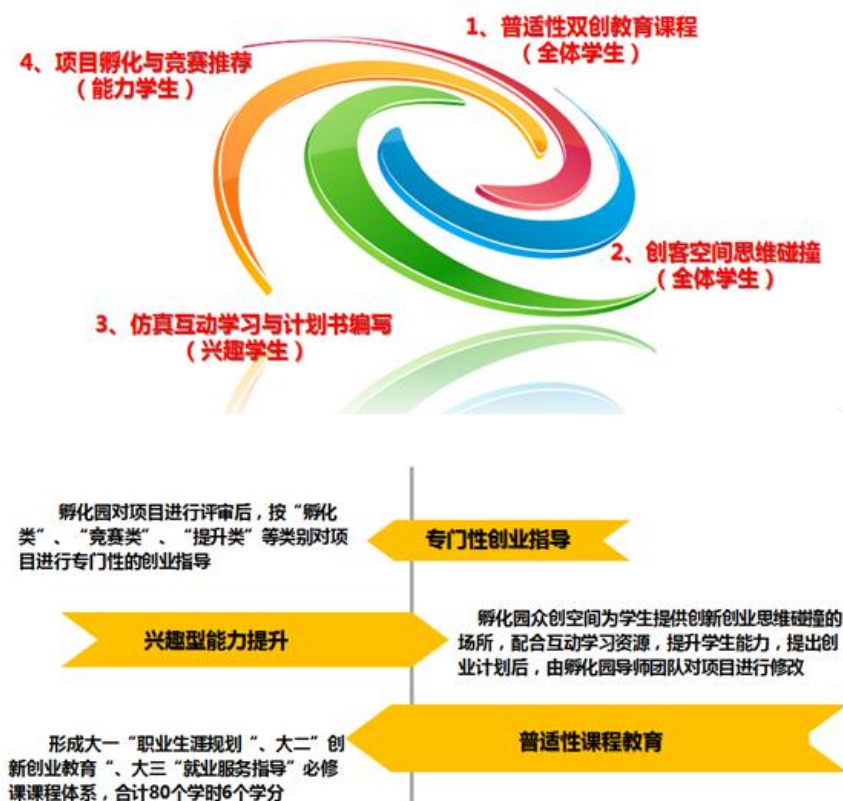 1、普适性双创教育课程
（全体学生）
4、项目孵化与竞赛推荐
（能力学生）
2、创客空间思维碰撞
（全体学生）
3、仿真互动学习与计划书编写
（兴趣学生）
孵化园对项目进行评审后，按“孵化
类”、“竞赛类”、“提升类”等类别对项
目进行专门性的创业指导
专门性创业指导
兴趣型能力提升
孵化园众创空间为学生提供创新创业思维碰撞的
场所，配合互动学习资源，提升学生能力，提出创
业计划后，由孵化园导师团队对项目进行修改
形成大一“职业生涯规划“、大二”创
新创业教育“、大三“就业服务指导”必修
课课程体系，合计80个学时6个学分
普适性课程教育